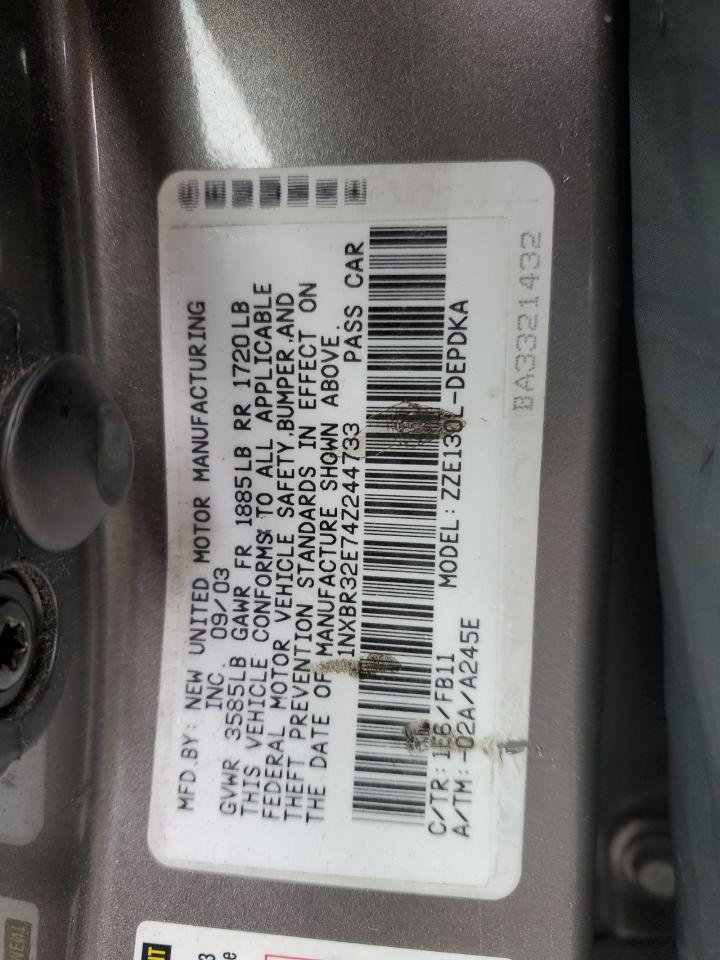 MFD.BY: NEW UNITED MOTOR MANUFACTURING
INC. 09/03
GVWR 3585LB GAWR FR 1885LB RR 1720LB
THIS VEHICLE CONFORMS TO ALL APPLICABLE
FEDERAL MOTOR VEHICLE SAFETY,BUMPER,AND
THEFT PREVENTION STANDARDS IN EFFECT ON
THE DATE OF MANUFACTURE SHOWN ABOVE.
1NXBR32E74Z244733 PASS CAR
C/TR: 1E6/FB11 MODEL: ZZE130L-DEPDKA
A/TM: -02A/A245E
BA3321432